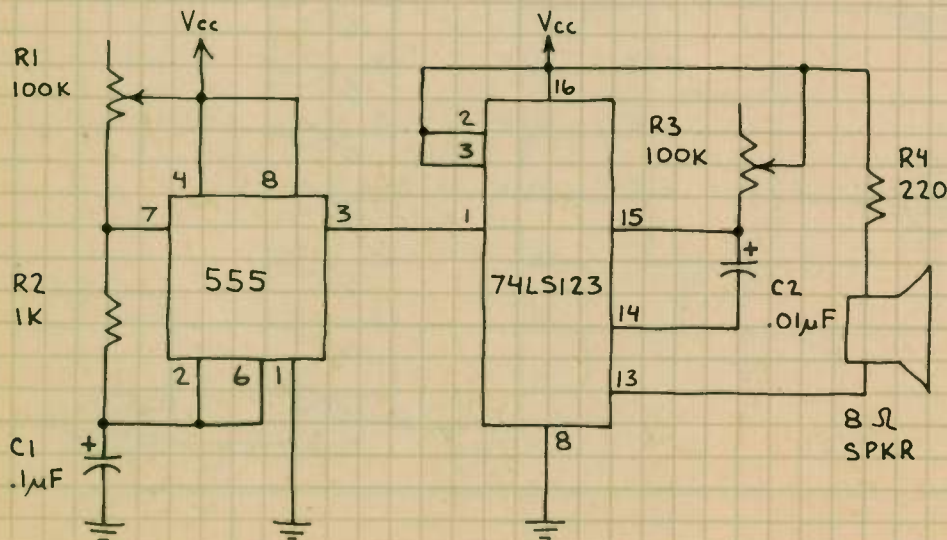 Vcc
R1
100K
4
8
7
3
555
R2
1K
2
6
1
C1
+
.1µF
Vcc
16
2
3
1
74LS123
15
14
13
8
R3
100K
+
C2
.01µF
R4
220
8 Ω
SPKR